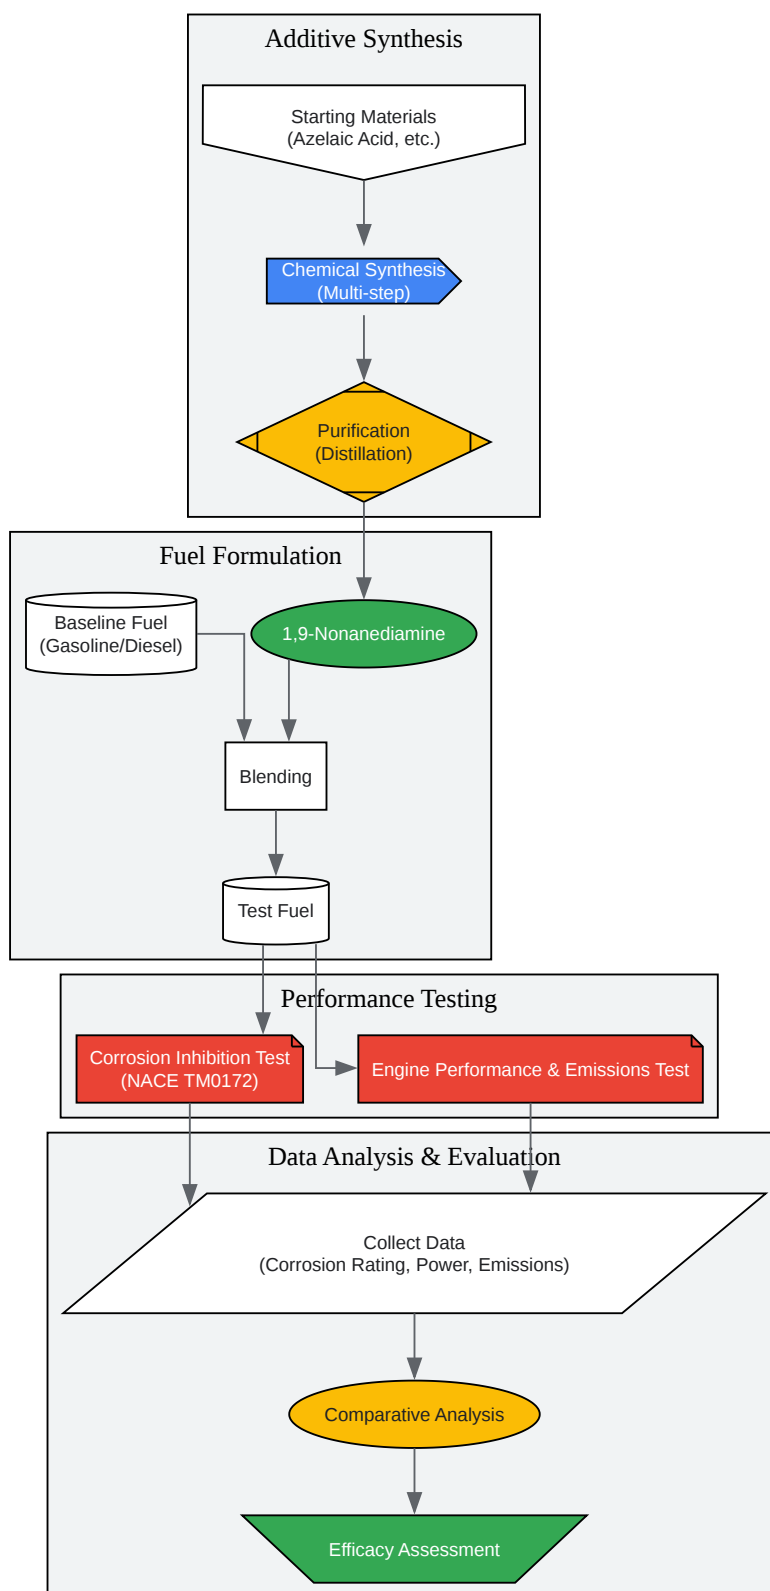 Additive Synthesis
Starting Materials
(Azelaic Acid, etc.)
Chemical Synthesis
(Multi-step)
Purification
(Distillation)
Fuel Formulation
Baseline Fuel
(Gasoline/Diesel)
1,9-Nonanediamine
Blending
Test Fuel
Performance Testing
Corrosion Inhibition Test
(NACE TM0172)
Engine Performance & Emissions Test
Data Analysis & Evaluation
Collect Data
(Corrosion Rating, Power, Emissions)
Comparative Analysis
Efficacy Assessment